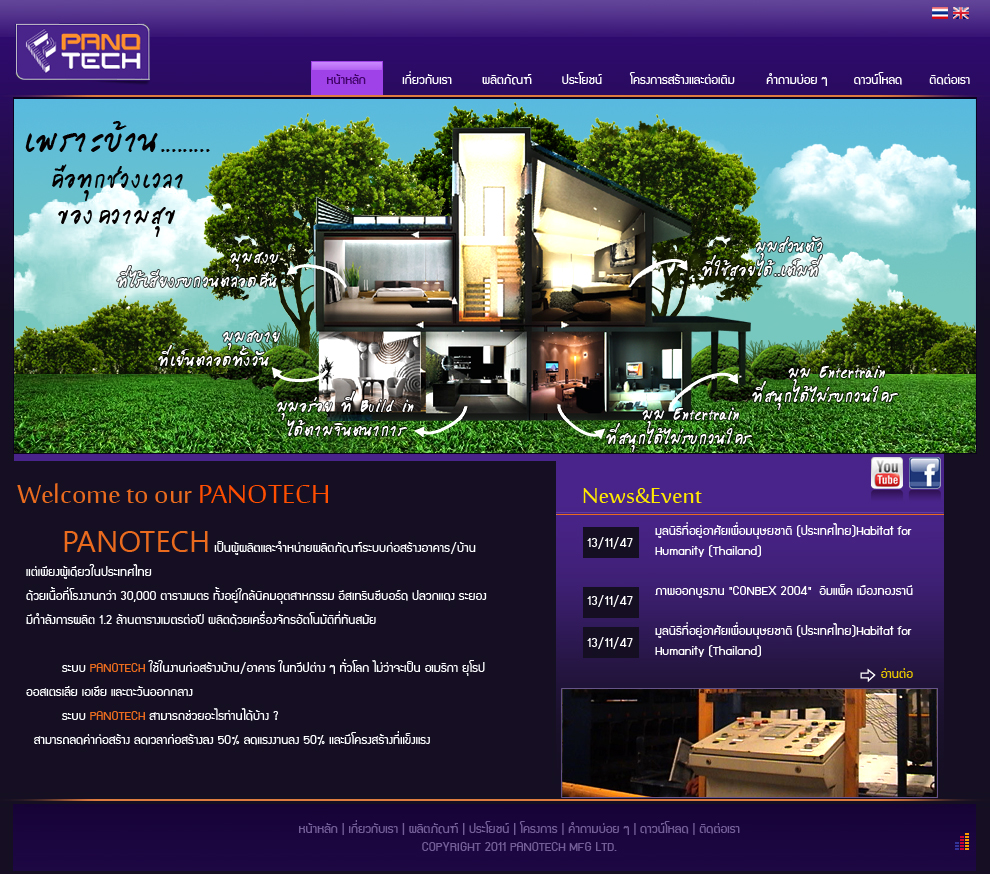 PANO
TECH
หน้าหลัก เกี่ยวกับเรา ผลิตภัณฑ์ ประโยชน์ โครงการสร้างและต่อเติม คำถามบ่อย ๆ ดาวน์โหลด ติดต่อเรา
เพราะบ้าน.........
คือทุกช่วงเวลา
ของ ความสุข
มุมสงบ
ที่ไร้เสียงรบกวนตลอดคืน
มุมส่วนตัว
ที่ใช้สอยได้..เต็มที่
มุมสบาย
ที่เย็นตลอดทั้งวัน
มุมอร่อย ที่ Build in
ได้ตามจินตนาการ
มุม Entertrain
ที่สนุกได้ไม่รบกวนใคร
มุม Entertrain
ที่สนุกได้ไม่รบกวนใคร
You
Tube
f
Welcome to our PANOTECH
PANOTECH เป็นผู้ผลิตและจำหน่ายผลิตภัณฑ์ระบบก่อสร้างอาคาร/บ้าน
แต่เพียงผู้เดียวในประเทศไทย
ด้วยเนื้อที่โรงงานกว่า 30,000 ตารางเมตร ทั้งอยู่ใกล้นิคมอุตสาหกรรม อีสเทรินซีบอร์ด ปลวกแดง ระยอง
มีกำลังการผลิต 1.2 ล้านตารางเมตรต่อปี ผลิตด้วยเครื่องจักรอัตโนมัติที่ทันสมัย
ระบบ PANOTECH ใช้ในงานก่อสร้างบ้าน/อาคาร ในทวีปต่าง ๆ ทั่วโลก ไม่ว่าจะเป็น อเมริกา ยุโรป
ออสเตรเลีย เอเชีย และตะวันออกกลาง
ระบบ PANOTECH สามารถช่วยอะไรท่านได้บ้าง ?
สามารถลดค่าก่อสร้าง ลดเวลาก่อสร้างลง 50% ลดแรงงานลง 50% และมีโครงสร้างที่แข็งแรง
News&Event
13/11/47 มูลนิธิที่อยู่อาศัยเพื่อมนุษยชาติ (ประเทศไทย)Habitat for
Humanity (Thailand)
13/11/47 ภาพออกบูธงาน "CONBEX 2004" อิมแพ็ค เมืองทองธานี
13/11/47 มูลนิธิที่อยู่อาศัยเพื่อมนุษยชาติ (ประเทศไทย)Habitat for
Humanity (Thailand)
อ่านต่อ
หน้าหลัก | เกี่ยวกับเรา | ผลิตภัณฑ์ | ประโยชน์ | โครงการ | คำถามบ่อย ๆ | ดาวน์โหลด | ติดต่อเรา
COPYRIGHT 2011 PANOTECH MFG LTD.